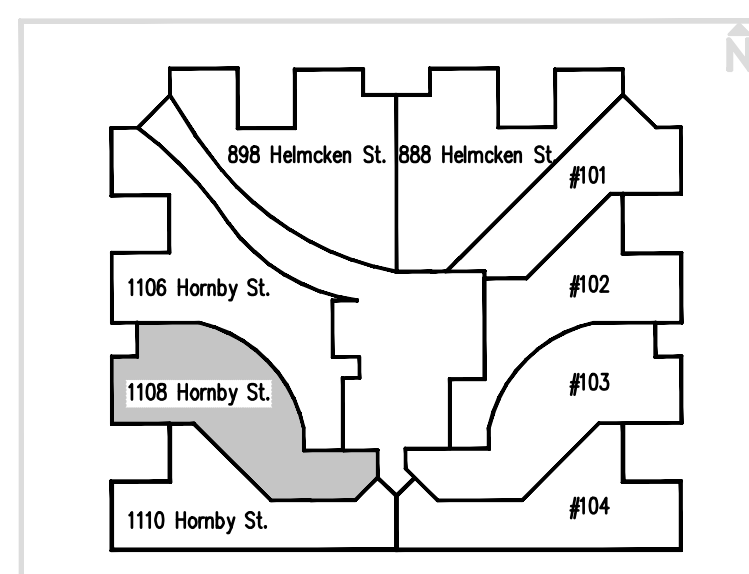 N
898 Helmcken St.
888 Helmcken St.
#101
1106 Hornby St.
#102
1108 Hornby St.
#103
1110 Hornby St.
#104